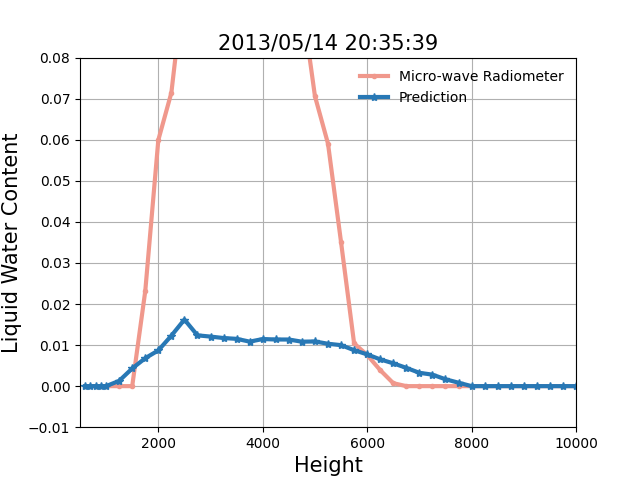 2013/05/14 20:35:39
Micro-wave Radiometer
Prediction
Liquid Water Content
0.08
0.07
0.06
0.05
0.04
0.03
0.02
0.01
0.00
−0.01
2000 4000 6000 8000 10000
Height